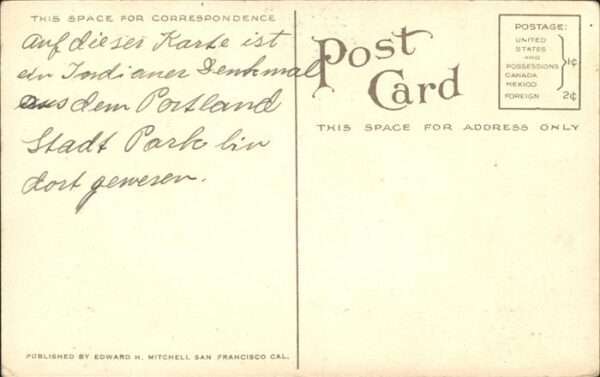 THIS SPACE FOR CORRESPONDENCE
auf dieser Karte ist
ein Indianer Denkmal
aus dem Portland
Stadt Park bin
dort gewesen.
PUBLISHED BY EDWARD H. MITCHELL SAN FRANCISCO CAL.
Post
Card
THIS SPACE FOR ADDRESS ONLY
POSTAGE:
UNITED
STATES
AND
POSSESSIONS 1¢
CANADA
MEXICO
FOREIGN 2¢